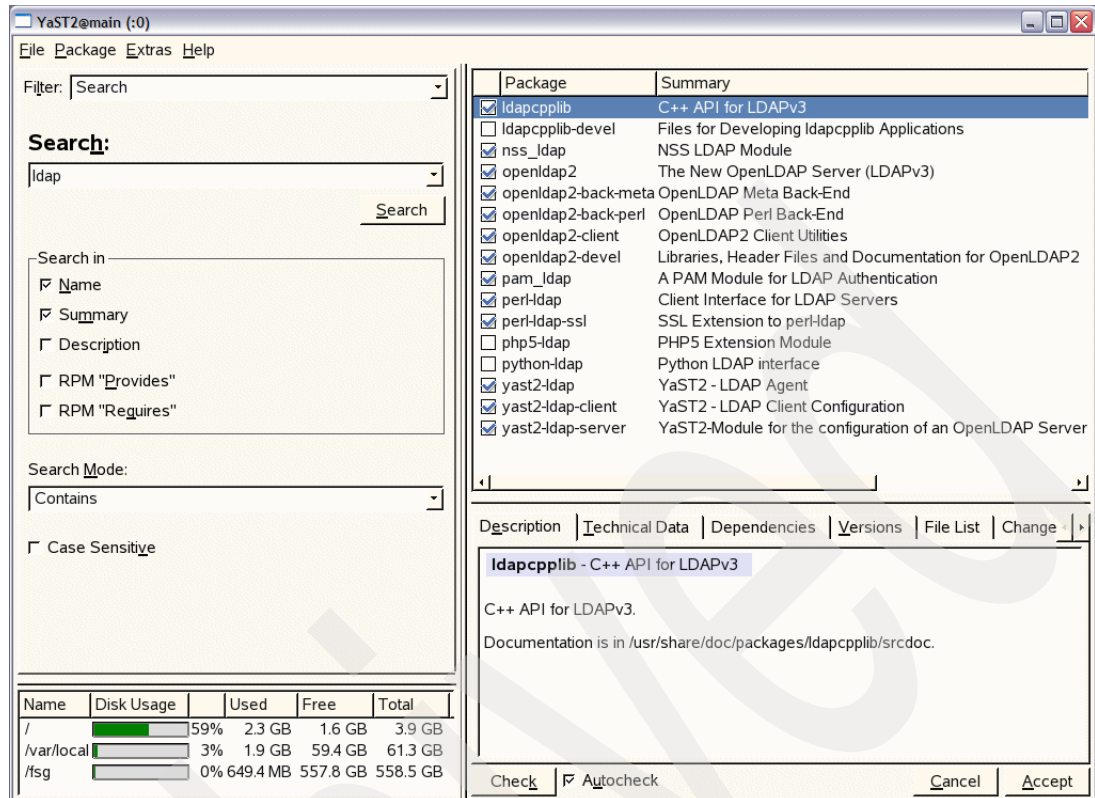 YaST2@main (:0)
File Package Extras Help
Filter: Search
Search:
ldap
Search
Search in
Name
Summary
Description
RPM "Provides"
RPM "Requires"
Search Mode:
Contains
Case Sensitive
Name Disk Usage Used Free Total
/ 59% 2.3 GB 1.6 GB 3.9 GB
/var/local 3% 1.9 GB 59.4 GB 61.3 GB
/fsg 0% 649.4 MB 557.8 GB 558.5 GB
Package Summary
ldapcpplib C++ API for LDAPv3
ldapcpplib-devel Files for Developing ldapcpplib Applications
nss_ldap NSS LDAP Module
openldap2 The New OpenLDAP Server (LDAPv3)
openldap2-back-meta OpenLDAP Meta Back-End
openldap2-back-perl OpenLDAP Perl Back-End
openldap2-client OpenLDAP2 Client Utilities
openldap2-devel Libraries, Header Files and Documentation for OpenLDAP2
pam_ldap A PAM Module for LDAP Authentication
perl-ldap Client Interface for LDAP Servers
perl-ldap-ssl SSL Extension to perl-ldap
php5-ldap PHP5 Extension Module
python-ldap Python LDAP interface
yast2-ldap YaST2 - LDAP Agent
yast2-ldap-client YaST2 - LDAP Client Configuration
yast2-ldap-server YaST2-Module for the configuration of an OpenLDAP Server
Description Technical Data Dependencies Versions File List Change
ldapcpplib - C++ API for LDAPv3
C++ API for LDAPv3.
Documentation is in /usr/share/doc/packages/ldapcpplib/srcdoc.
Check Autocheck Cancel Accept